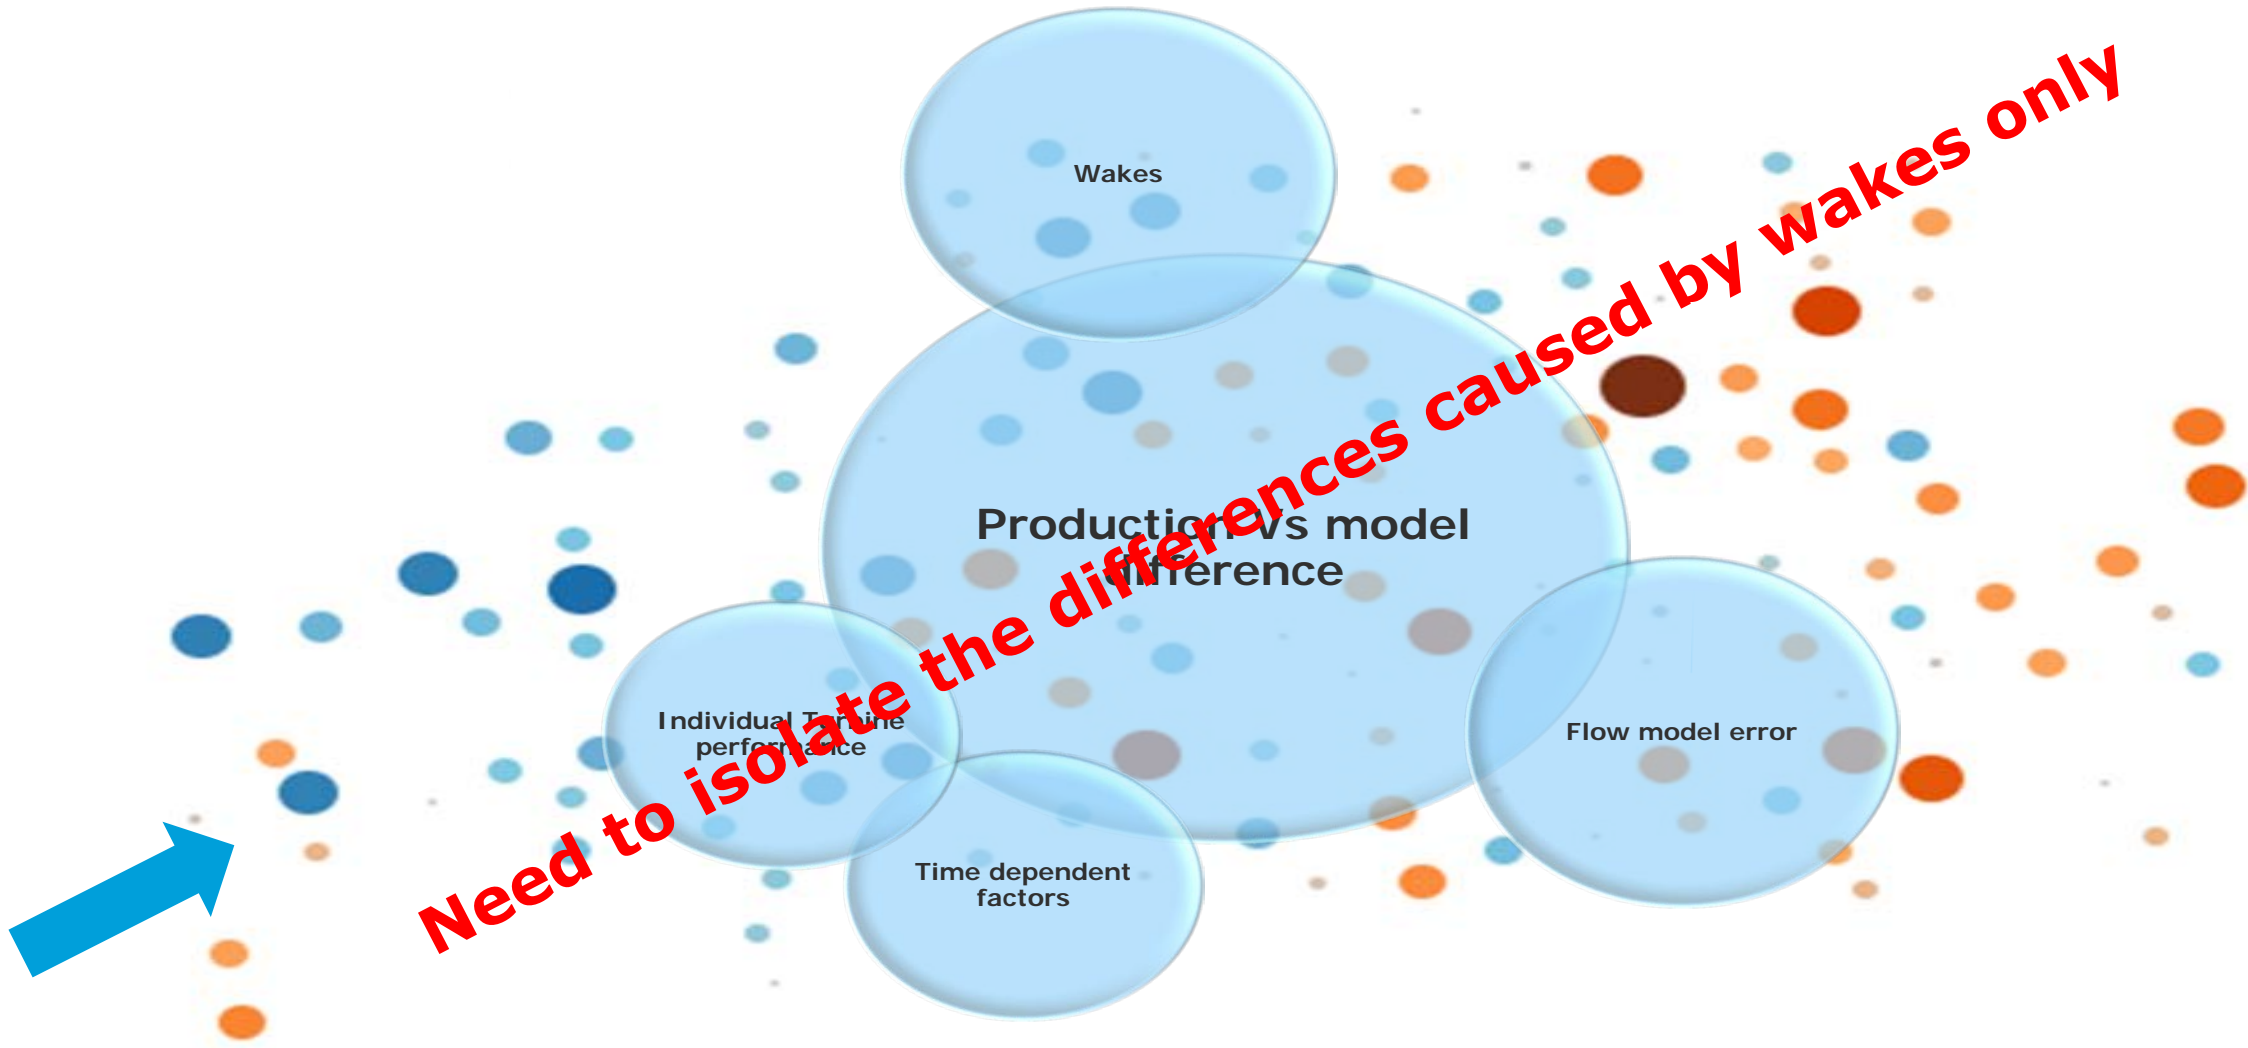 Wakes
Production Vs model
difference
Individual Turbine
performance
Flow model error
Time dependent
factors
Need to isolate the differences caused by wakes only